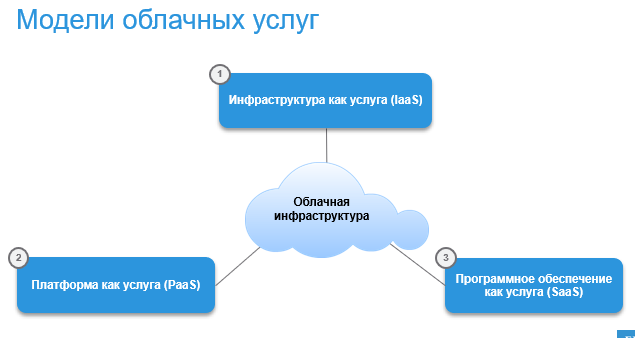 Модели облачных услуг
1
Инфраструктура как услуга (IaaS)
Облачная
инфраструктура
2
Платформа как услуга (PaaS)
3
Программное обеспечение
как услуга (SaaS)